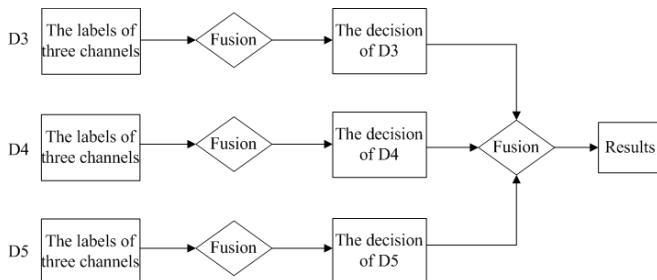 D3
The labels of
three channels
Fusion
The decision
of D3
D4
The labels of
three channels
Fusion
The decision
of D4
Fusion
Results
D5
The labels of
three channels
Fusion
The decision
of D5